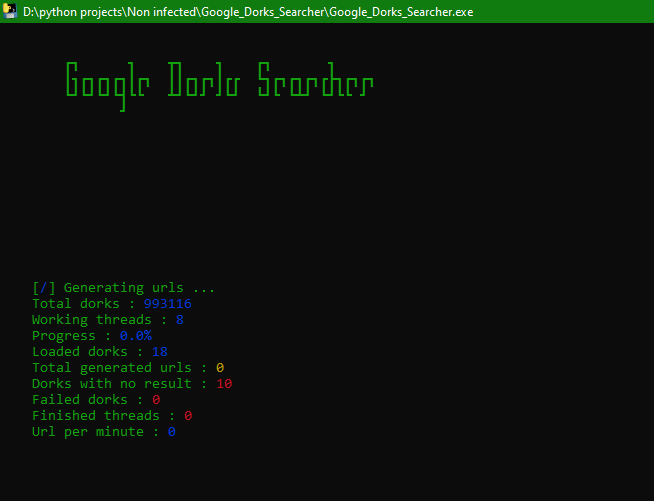 D:\python projects\Non infected\Google_Dorks_Searcher\Google_Dorks_Searcher.exe
Google Dorks Searcher
[/] Generating urls ...
Total dorks : 993116
Working threads : 8
Progress : 0.0%
Loaded dorks : 18
Total generated urls : 0
Dorks with no result : 10
Failed dorks : 0
Finished threads : 0
Url per minute : 0